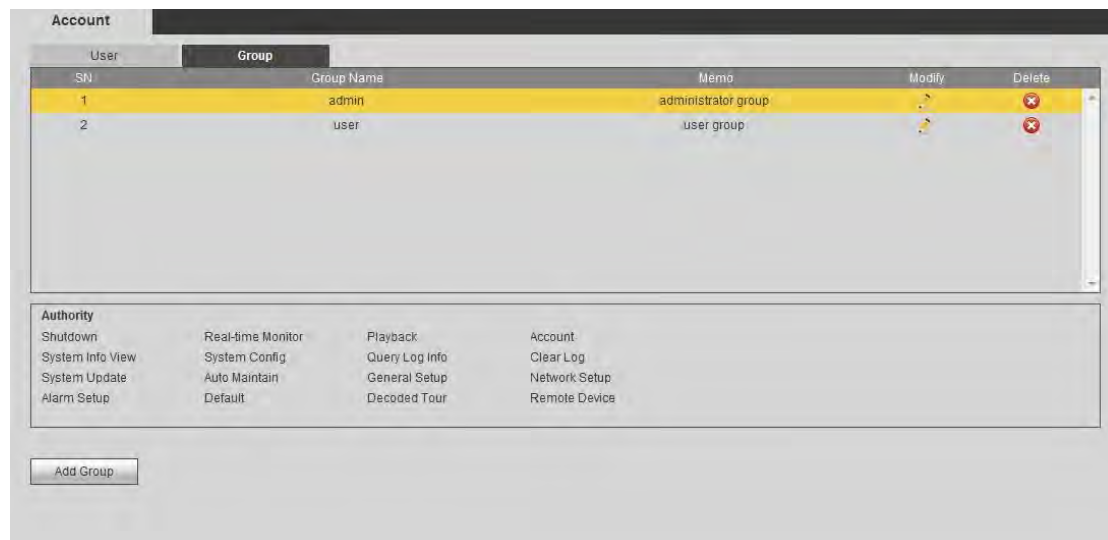 Account
User Group
SN Group Name Memo Modify Delete
1 admin administrator group
2 user user group
Authority
Shutdown Real-time Monitor Playback Account
System Info View System Config Query Log Info Clear Log
System Update Auto Maintain General Setup Network Setup
Alarm Setup Default Decoded Tour Remote Device
Add Group